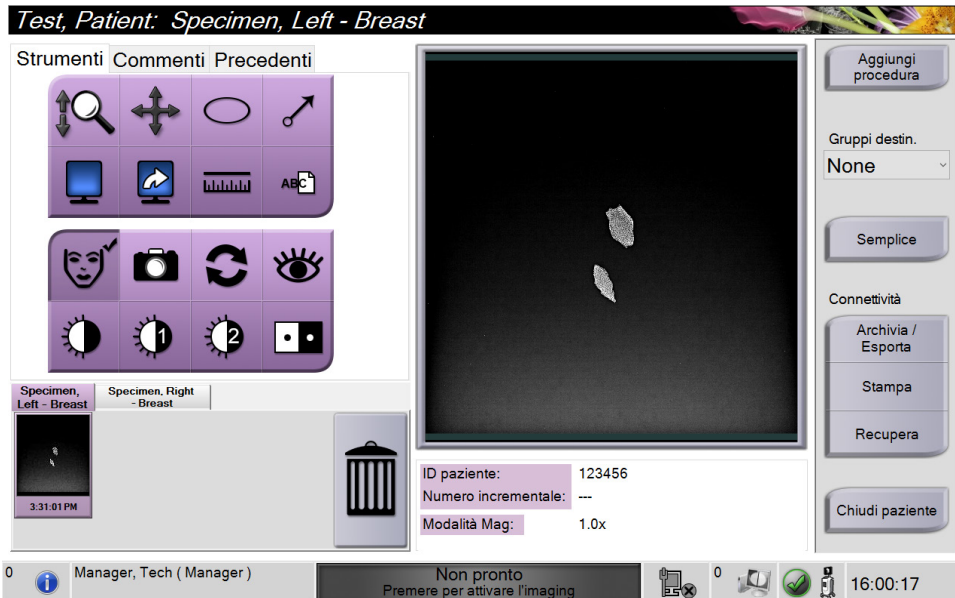 Test, Patient:  Specimen, Left - Breast
Strumenti Commenti Precedenti
ABC
1
2
Specimen,
Left - Breast
Specimen, Right
- Breast
3:31:01 PM
ID paziente: 123456
Numero incrementale: ---
Modalità Mag: 1.0x
Aggiungi
procedura
Gruppi destin.
None
Semplice
Connettività
Archivia /
Esporta
Stampa
Recupera
Chiudi paziente
0
i
Manager, Tech ( Manager )
Non pronto
Premere per attivare l'imaging
0
16:00:17